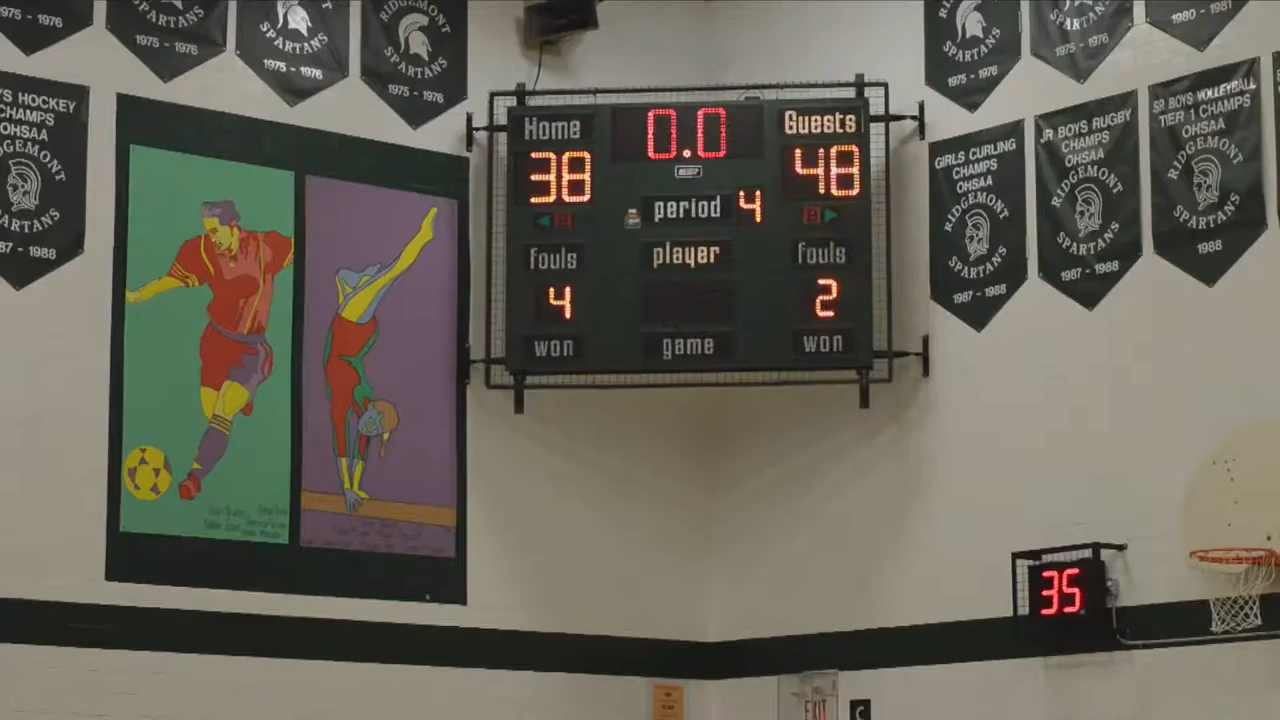 975 - 1976
SPARTANS
1975 - 1976
SPARTANS
1975 - 1976
RIDGEMONT
SPARTANS
1975 - 1976
YS HOCKEY
CHAMPS
OHSAA
RIDGEMONT
SPARTANS
87 - 1988
Home
0.0
Guests
38
48
period 4
fouls
player
fouls
4
2
won
game
won
SPARTANS
1975 - 1976
SPARTANS
1975 - 1976
1980 - 1981
GIRLS CURLING
CHAMPS
OHSAA
RIDGEMONT
SPARTANS
1987 - 1988
JR BOYS RUGBY
CHAMPS
OHSAA
RIDGEMONT
SPARTANS
1987 - 1988
SR BOYS VOLLEYBALL
TIER 1 CHAMPS
OHSAA
RIDGEMONT
SPARTANS
1988
35
EXIT
C